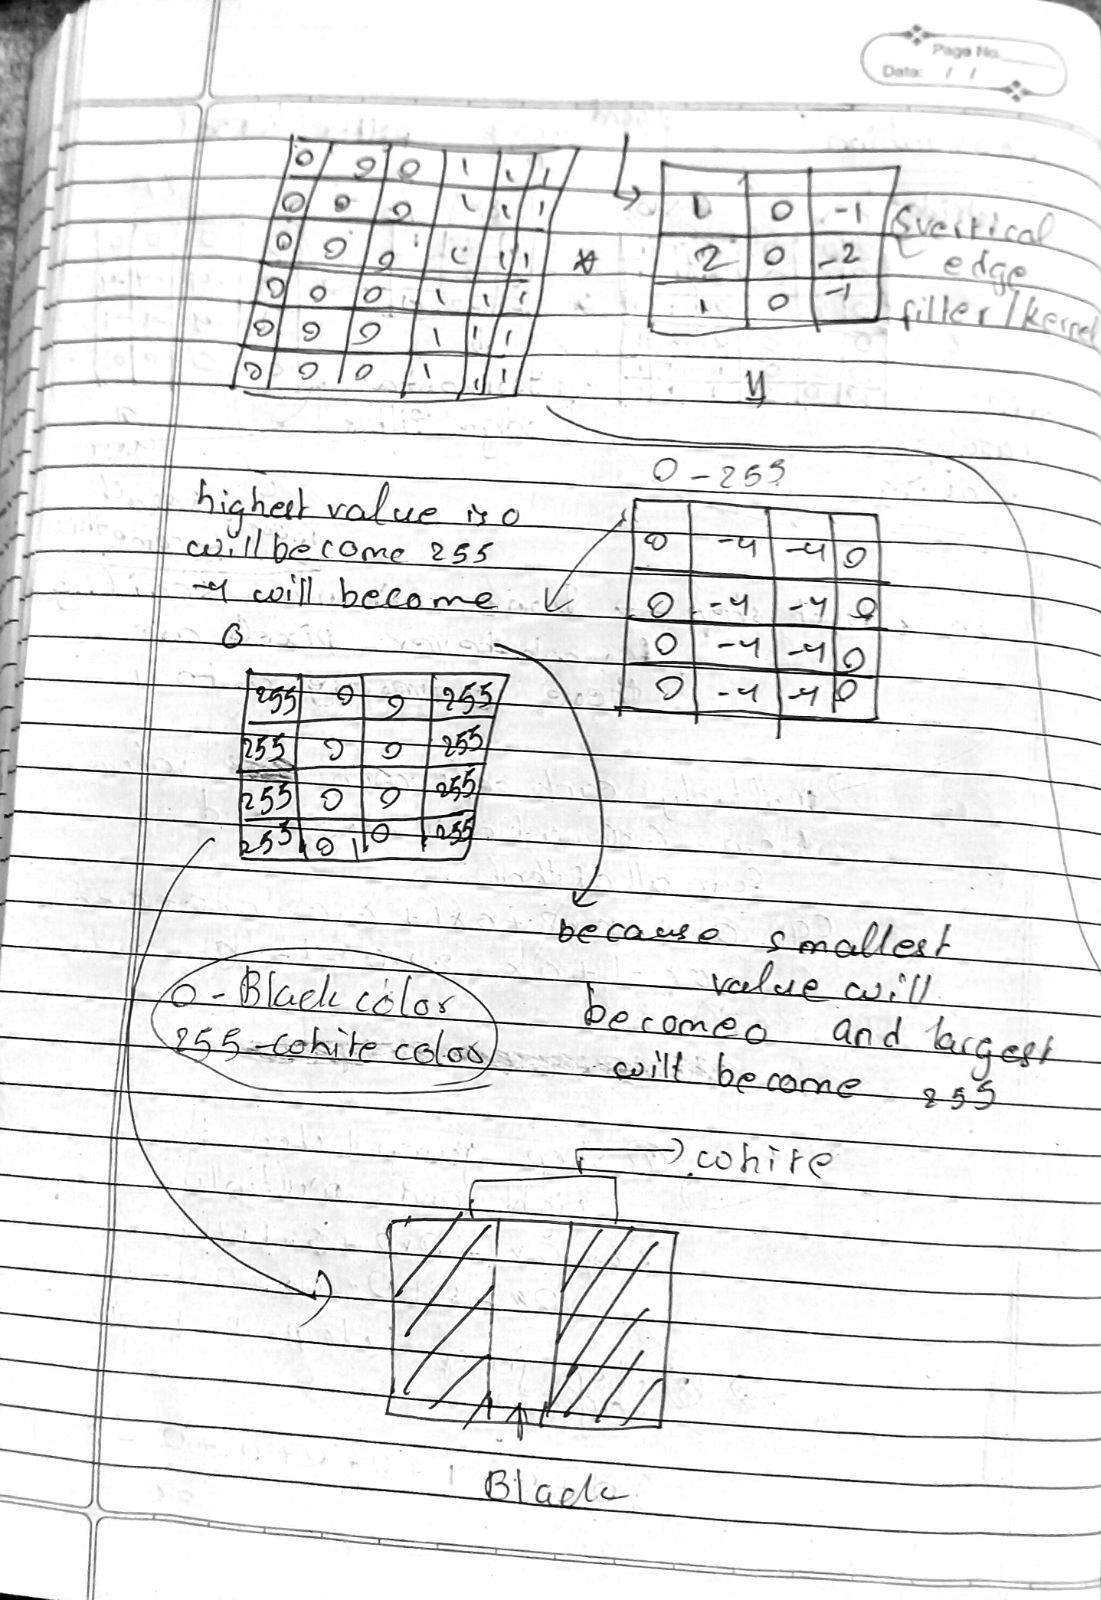 Page No.
Date: / /
0 0 0 1 1 1
0 0 0 1 1 1
0 0 0 1 1 1
0 0 0 1 1 1
0 0 0 1 1 1
0 0 0 1 1 1
*
1 0 -1
2 0 -2
1 0 -1
vertical
edge
filter/kernel
0-255
highest value is 0
will become 255
-4 will become
0
0 -4 -4 0
0 -4 -4 0
0 -4 -4 0
0 -4 -4 0
255 0 0 255
255 0 0 255
255 0 0 255
255 0 0 255
because smallest
value will
become 0 and largest
will become 255
0 - Black color
255 - white color
white
Black